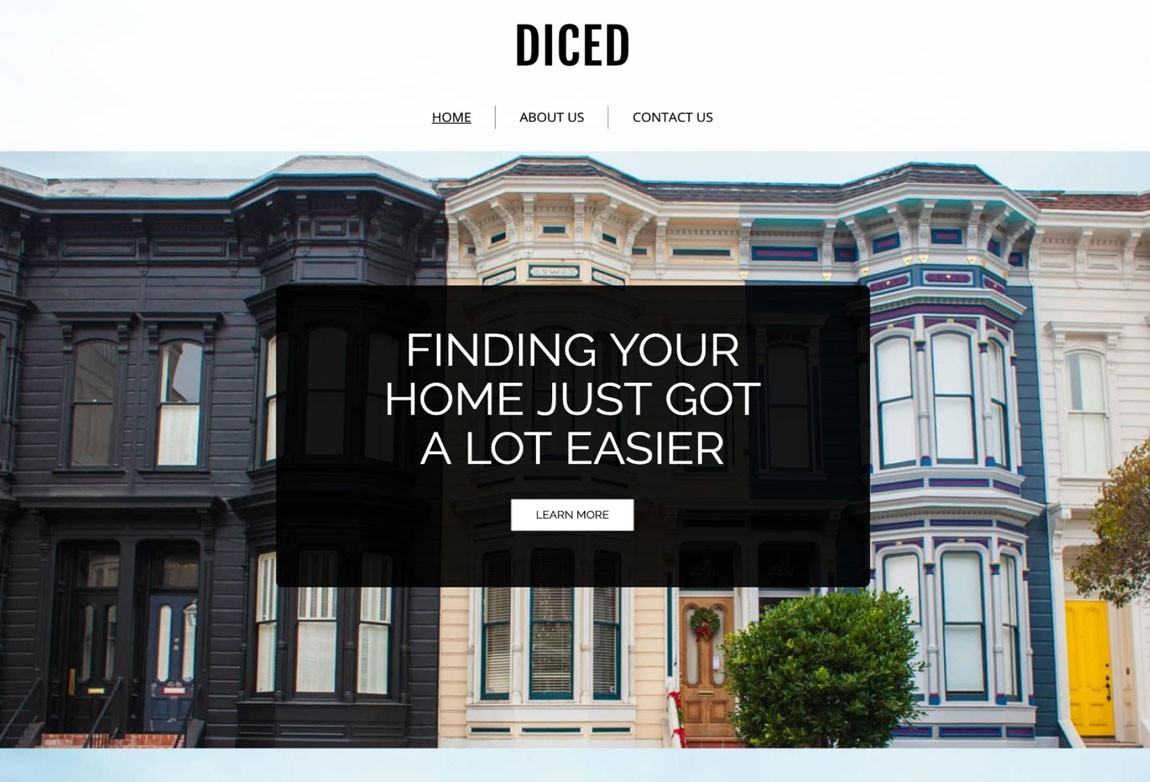 DICED
HOME
ABOUT US
CONTACT US
FINDING YOUR
HOME JUST GOT
A LOT EASIER
LEARN MORE